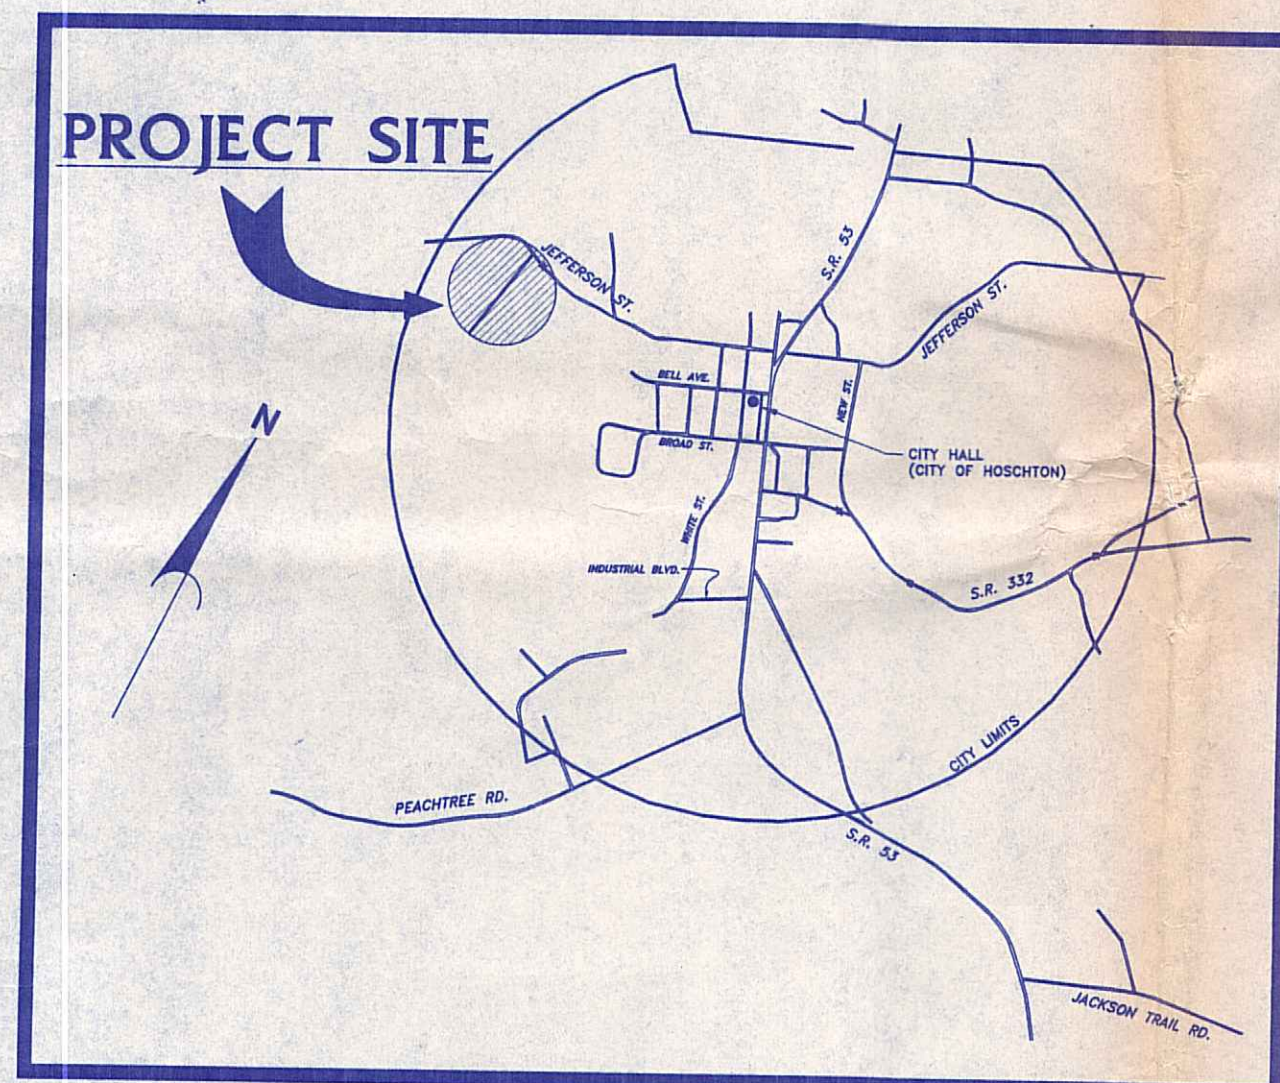 PROJECT SITE
JEFFERSON ST.
S.R. 53
JEFFERSON ST.
BELL AVE.
NEW ST.
BROAD ST.
CITY HALL
(CITY OF HOSCHTON)
N
WHITE ST.
INDUSTRIAL BLVD.
S.R. 332
CITY LIMITS
PEACHTREE RD.
S.R. 53
JACKSON TRAIL RD.